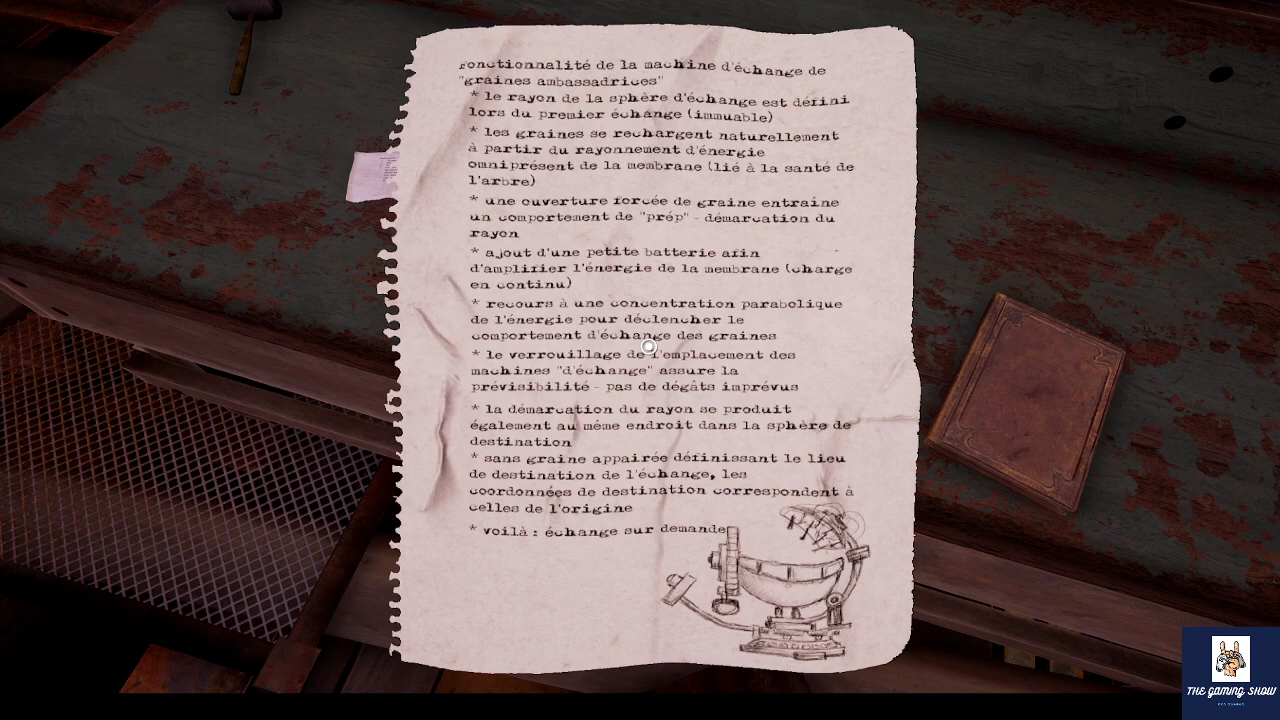 Fonctionnalité de la machine d'échange de
"graines ambassadrices"
* le rayon de la sphère d'échange est défini
lors du premier échange (immuable)
* les graines se rechargent naturellement
à partir du rayonnement d'énergie
omniprésent de la membrane (lié à la santé de
l'arbre)
* une ouverture forcée de graine entraine
un comportement de "prép" - démarcation du
rayon
* ajout d'une petite batterie afin
d'amplifier l'énergie de la membrane (charge
en continu)
* recours à une concentration parabolique
de l'énergie pour déclencher le
comportement d'échange des graines
* le verrouillage de l'emplacement des
machines "d'échange" assure la
prévisibilité - pas de dégâts imprévus
* la démarcation du rayon se produit
également au même endroit dans la sphère de
destination
* sans graine appairée définissant le lieu
de destination de l'échange, les
coordonnées de destination correspondent à
celles de l'origine
* voilà : échange sur demande
THE GAMING SHOW